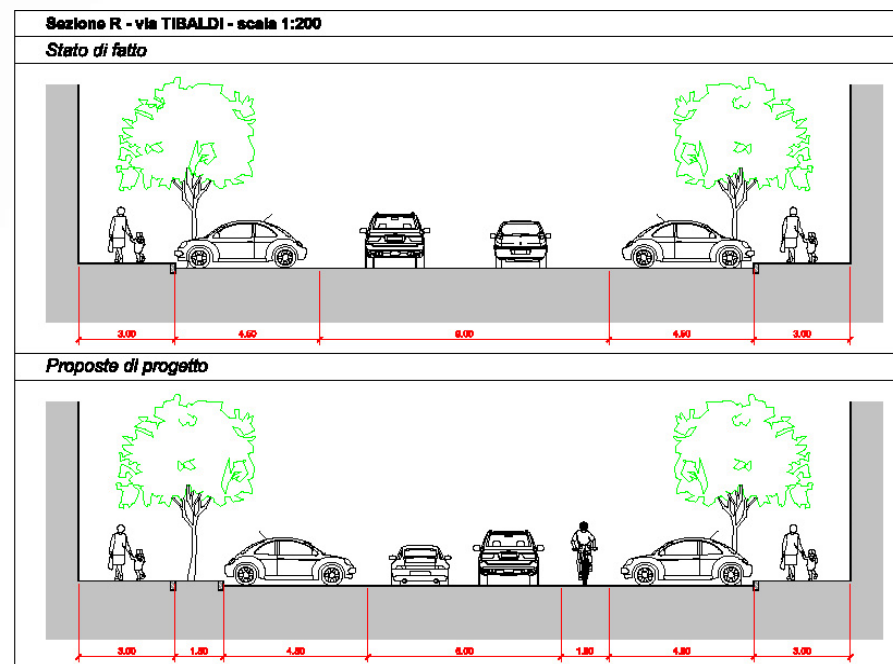 Sezione R - via TIBALDI - scala 1:200
Stato di fatto
3.00 4.50 9.00 4.50 3.00
Proposte di progetto
3.00 1.50 4.50 6.00 1.50 4.50 3.00